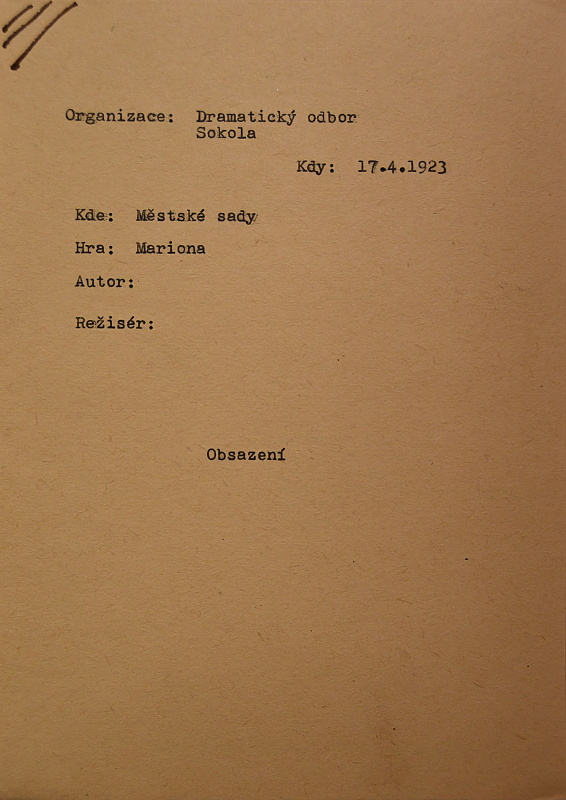 Organizace: Dramatický odbor
Sokola
Kdy: 17.4.1923
Kde: Městské sady
Hra: Mariona
Autor:
Režisér:
Obsazení